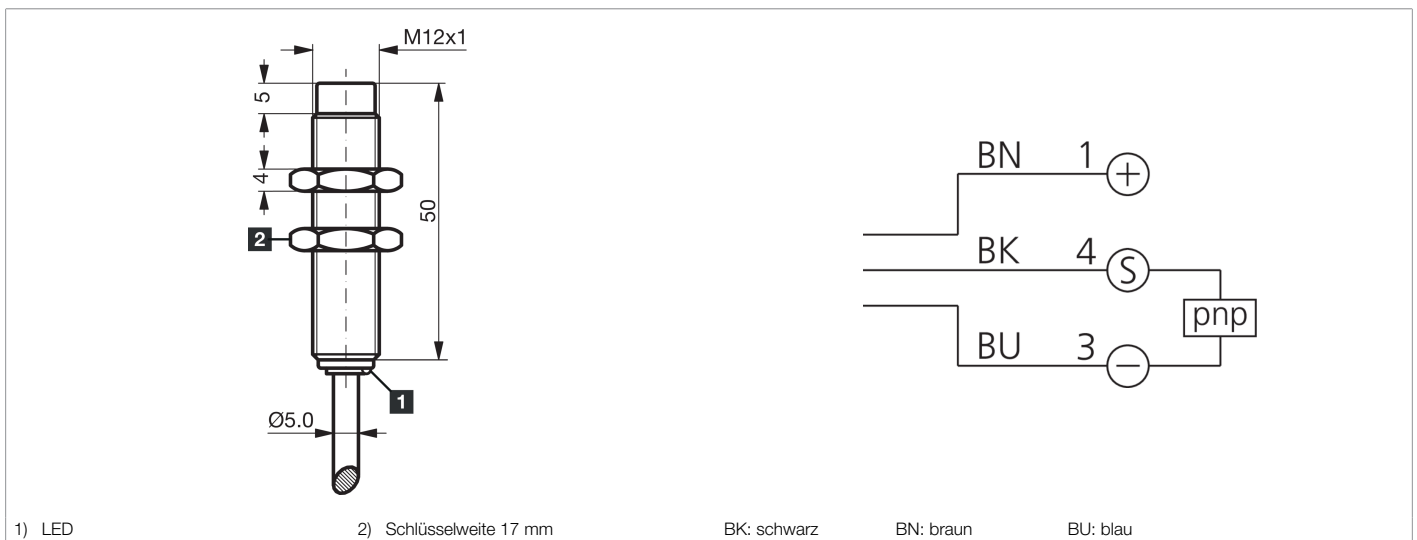 M12x1
5
4
50
2
1
Ø5.0
BN 1
+
BK 4
S
pnp
BU 3
−
1) LED 2) Schlüsselweite 17 mm BK: schwarz BN: braun BU: blau